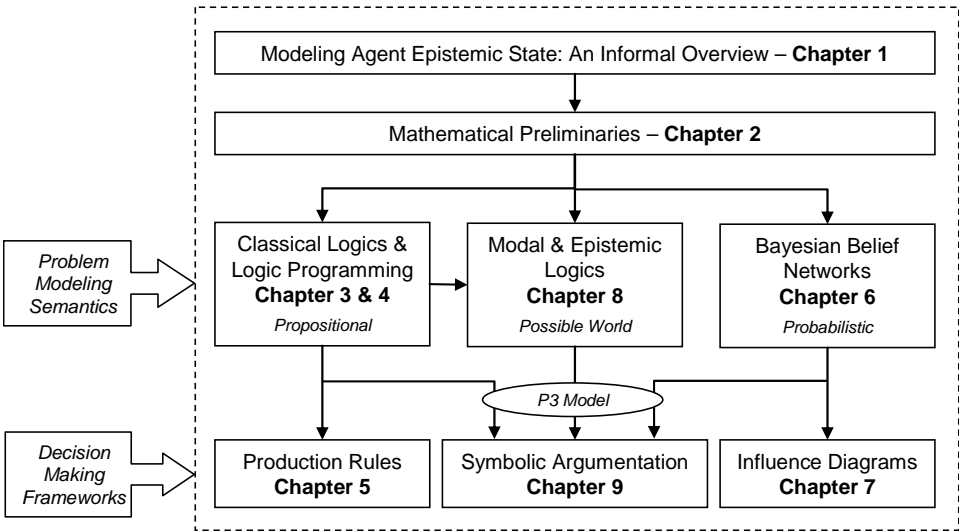 Modeling Agent Epistemic State: An Informal Overview – Chapter 1
Mathematical Preliminaries – Chapter 2
Problem
Modeling
Semantics
Classical Logics &
Logic Programming
Chapter 3 & 4
Propositional
Modal & Epistemic
Logics
Chapter 8
Possible World
Bayesian Belief
Networks
Chapter 6
Probabilistic
P3 Model
Decision
Making
Frameworks
Production Rules
Chapter 5
Symbolic Argumentation
Chapter 9
Influence Diagrams
Chapter 7